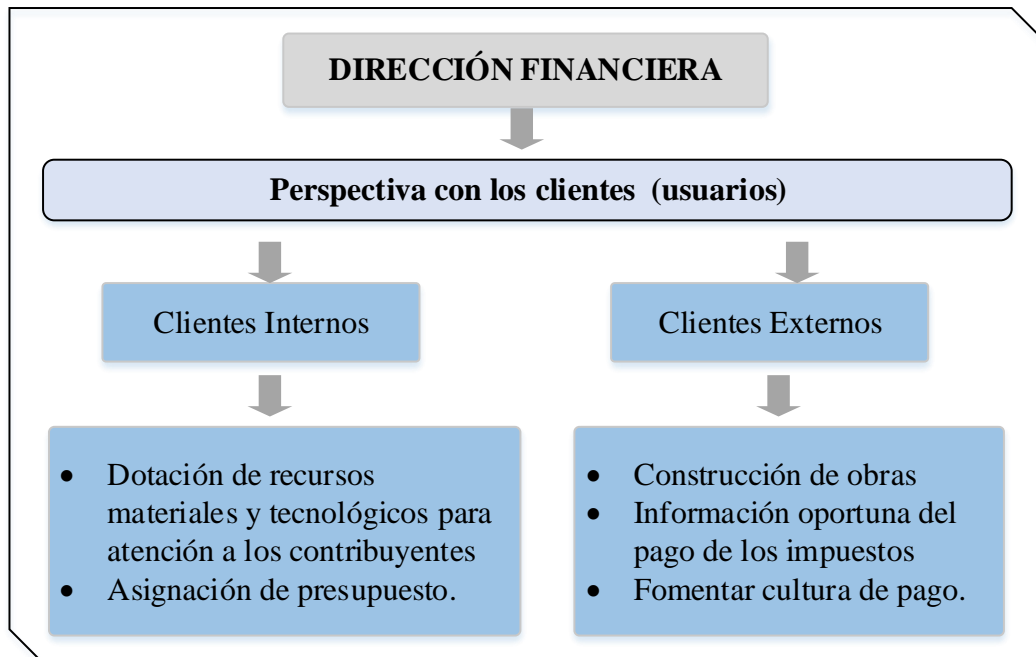 DIRECCIÓN FINANCIERA
Perspectiva con los clientes (usuarios)
Clientes Internos
Clientes Externos
• Dotación de recursos
materiales y tecnológicos para
atención a los contribuyentes
• Asignación de presupuesto.
• Construcción de obras
• Información oportuna del
pago de los impuestos
• Fomentar cultura de pago.